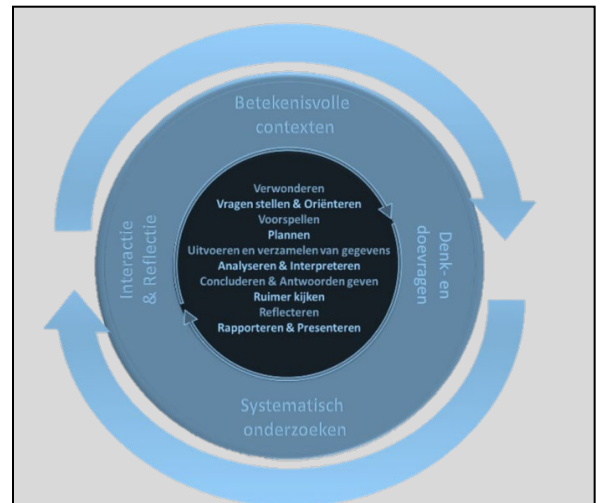 Betekenisvolle
contexten
Verwonderen
Vragen stellen & Oriënteren
Voorspellen
Plannen
Uitvoeren en verzamelen van gegevens
Analyseren & Interpreteren
Concluderen & Antwoorden geven
Ruimer kijken
Reflecteren
Rapporteren & Presenteren
Denk- en
doevragen
Systematisch
onderzoeken
Interactie
& Reflectie